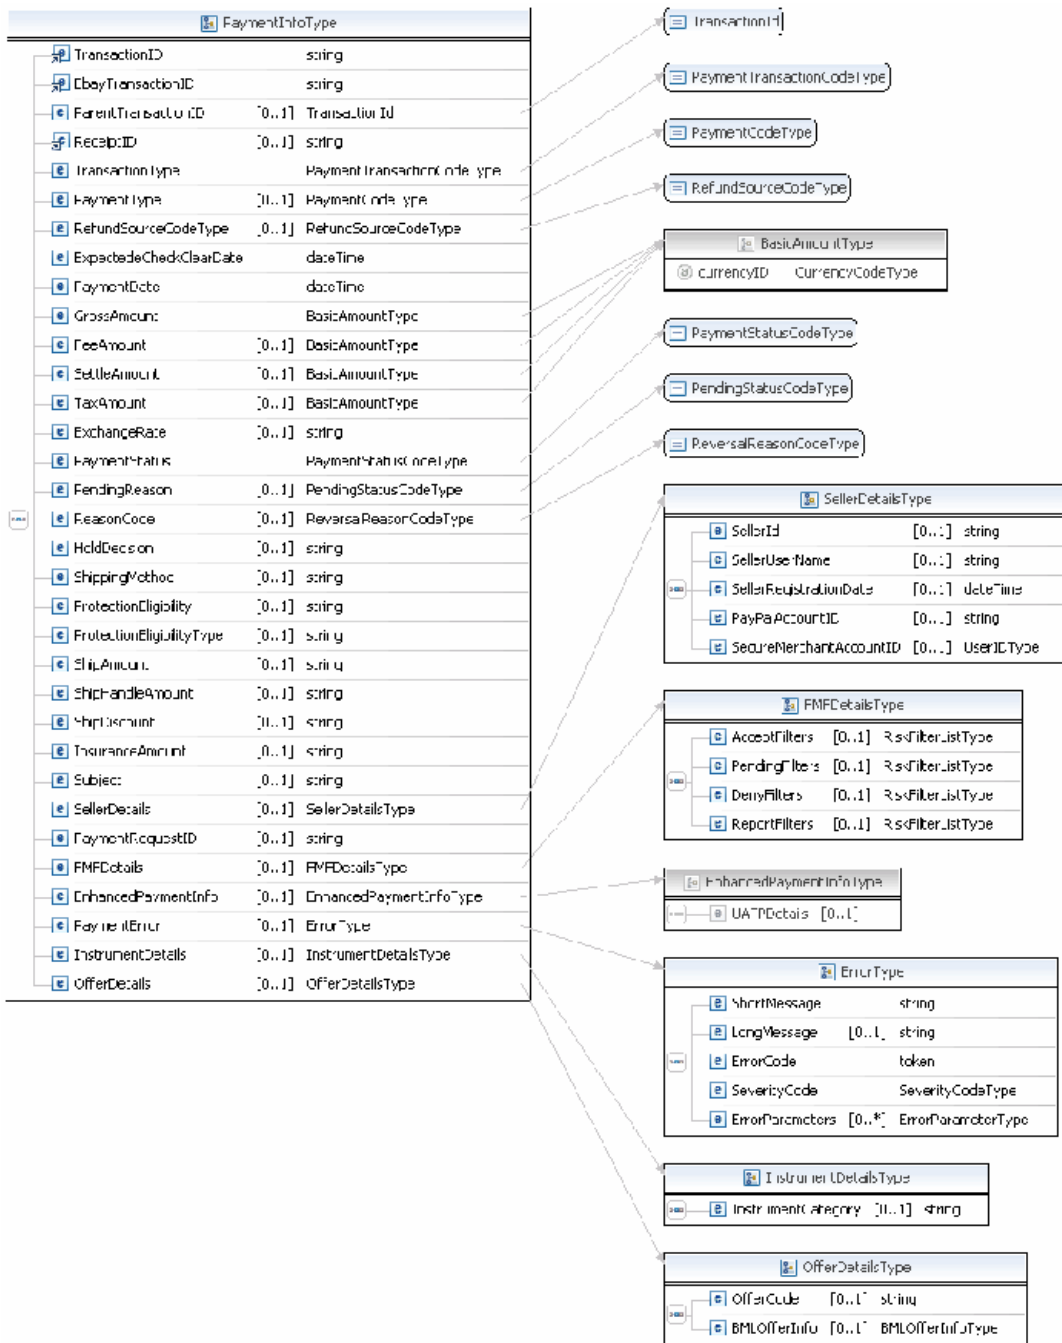 PaymentInfoType
TransactionID string
EbayTransactionID string
ParentTransactionID [0..1] TransactionId
ReceiptID [0..1] string
TransactionType PaymentTransactionCodeType
PaymentType [0..1] PaymentCodeType
RefundSourceCodeType [0..1] RefundSourceCodeType
ExpectedeCheckClearDate dateTime
PaymentDate dateTime
GrossAmount BasicAmountType
FeeAmount [0..1] BasicAmountType
SettleAmount [0..1] BasicAmountType
TaxAmount [0..1] BasicAmountType
ExchangeRate [0..1] string
PaymentStatus PaymentStatusCodeType
PendingReason [0..1] PendingStatusCodeType
ReasonCode [0..1] ReversalReasonCodeType
HoldDecision [0..1] string
ShippingMethod [0..1] string
ProtectionEligibility [0..1] string
ProtectionEligibilityType [0..1] string
ShipAmount [0..1] string
ShipHandleAmount [0..1] string
ShipDiscount [0..1] string
InsuranceAmount [0..1] string
Subject [0..1] string
SellerDetails [0..1] SellerDetailsType
PaymentRequestID [0..1] string
FMFDetails [0..1] FMFDetailsType
EnhancedPaymentInfo [0..1] EnhancedPaymentInfoType
PaymentError [0..1] ErrorType
InstrumentDetails [0..1] InstrumentDetailsType
OfferDetails [0..1] OfferDetailsType
TransactionId
PaymentTransactionCodeType
PaymentCodeType
RefundSourceCodeType
BasicAmountType
currencyID CurrencyCodeType
PaymentStatusCodeType
PendingStatusCodeType
ReversalReasonCodeType
SellerDetailsType
SellerId [0..1] string
SellerUserName [0..1] string
SellerRegistrationDate [0..1] dateTime
PayPalAccountID [0..1] string
SecureMerchantAccountID [0..1] UserIDType
FMFDetailsType
AcceptFilters [0..1] RiskFilterListType
PendingFilters [0..1] RiskFilterListType
DenyFilters [0..1] RiskFilterListType
ReportFilters [0..1] RiskFilterListType
EnhancedPaymentInfoType
UATPDetails [0..1]
ErrorType
ShortMessage string
LongMessage [0..1] string
ErrorCode token
SeverityCode SeverityCodeType
ErrorParameters [0..*] ErrorParameterType
InstrumentDetailsType
InstrumentCategory [0..1] string
OfferDetailsType
OfferCode [0..1] string
BMLOfferInfo [0..1] BMLOfferInfoType